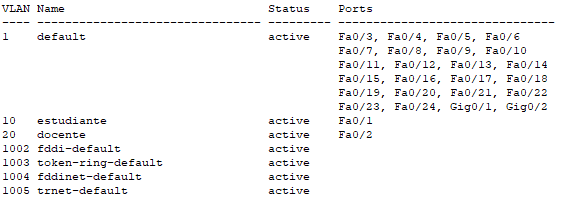 VLAN Name                             Status    Ports
---- -------------------------------- --------- -------------------------------
1    default                          active    Fa0/3, Fa0/4, Fa0/5, Fa0/6
                                                Fa0/7, Fa0/8, Fa0/9, Fa0/10
                                                Fa0/11, Fa0/12, Fa0/13, Fa0/14
                                                Fa0/15, Fa0/16, Fa0/17, Fa0/18
                                                Fa0/19, Fa0/20, Fa0/21, Fa0/22
                                                Fa0/23, Fa0/24, Gig0/1, Gig0/2
10   estudiante                       active    Fa0/1
20   docente                          active    Fa0/2
1002 fddi-default                     active
1003 token-ring-default               active
1004 fddinet-default                  active
1005 trnet-default                    active